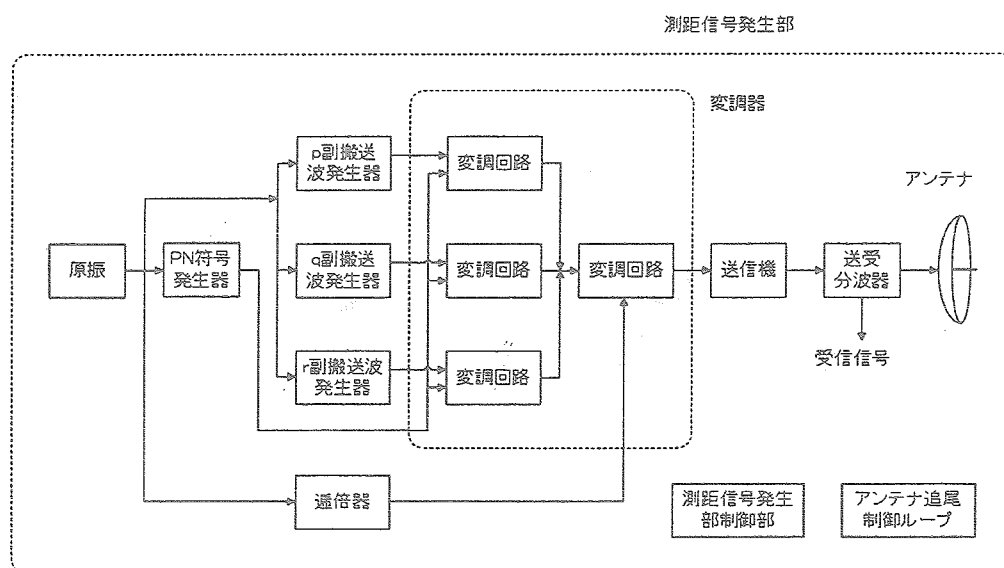 測距信号発生部
変調器
p副搬送
波発生器
変調回路
アンテナ
原振
PN符号
発生器
q副搬送
波発生器
変調回路
変調回路
送信機
送受
分波器
受信信号
r副搬送波
発生器
変調回路
逓倍器
測距信号発生
部制御部
アンテナ追尾
制御ループ